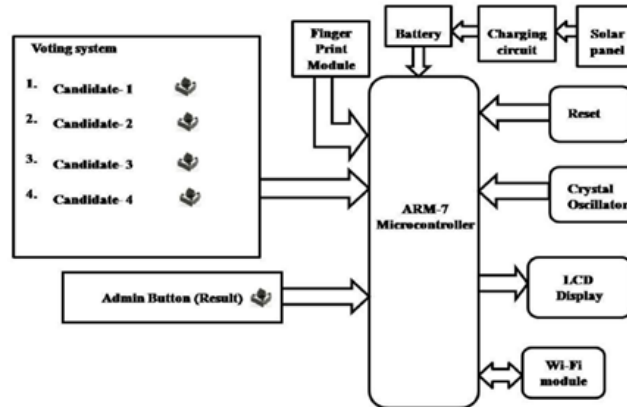 Voting system
1. Candidate-1
2. Candidate-2
3. Candidate-3
4. Candidate-4
Admin Button (Result)
Finger
Print
Module
Battery
Charging
circuit
Solar
panel
ARM-7
Microcontroller
Reset
Crystal
Oscillator
LCD
Display
Wi-Fi
module